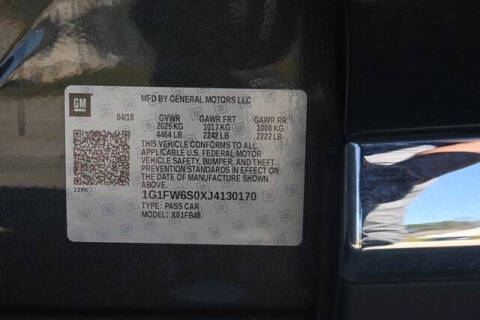 GM
MFD BY GENERAL MOTORS LLC
04/18 GVWR GAWR FRT GAWR RR
2025 KG 1017 KG 1008 KG
4464 LB 2242 LB 2222 LB
THIS VEHICLE CONFORMS TO ALL
APPLICABLE U.S. FEDERAL MOTOR
VEHICLE SAFETY, BUMPER, AND THEFT
PREVENTION STANDARDS IN EFFECT ON
THE DATE OF MANUFACTURE SHOWN
ABOVE.
1G1FW6S0XJ4130170
TYPE: PASS CAR
MODEL: X01FB48